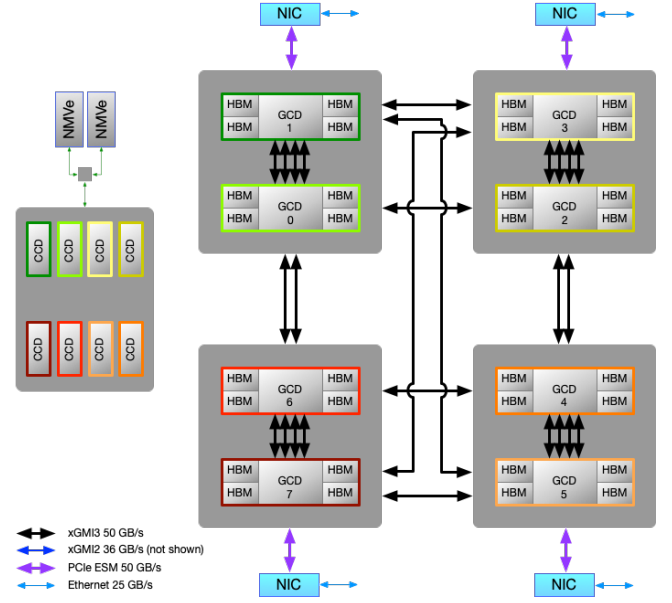 NIC
NIC
NMVe
NMVe
HBM
HBM
GCD
1
HBM
HBM
HBM
HBM
GCD
3
HBM
HBM
HBM
HBM
GCD
0
HBM
HBM
HBM
HBM
GCD
2
HBM
HBM
CCD
CCD
CCD
CCD
CCD
CCD
CCD
CCD
HBM
HBM
GCD
6
HBM
HBM
HBM
HBM
GCD
4
HBM
HBM
HBM
HBM
GCD
7
HBM
HBM
HBM
HBM
GCD
5
HBM
HBM
xGMI3 50 GB/s
xGMI2 36 GB/s (not shown)
PCIe ESM 50 GB/s
Ethernet 25 GB/s
NIC
NIC